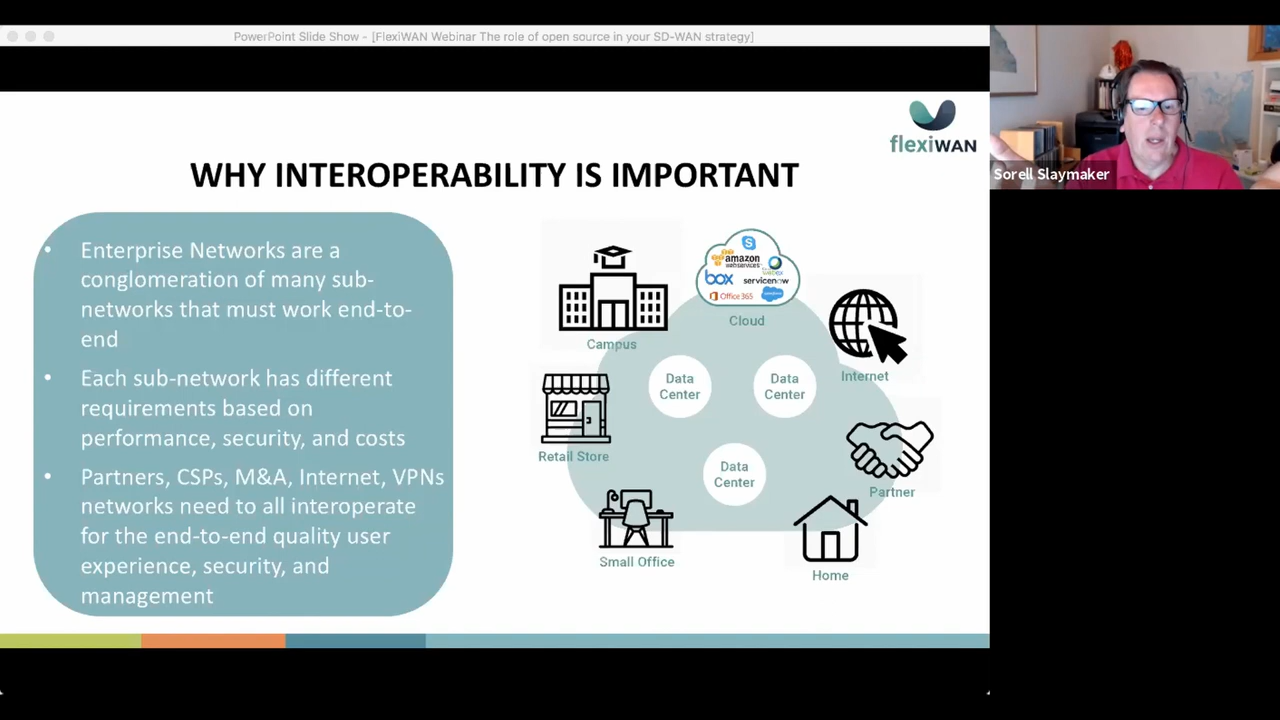 PowerPoint Slide Show - [FlexiWAN Webinar The role of open source in your SD-WAN strategy]
flexiWAN
Sorell Slaymaker
WHY INTEROPERABILITY IS IMPORTANT
• Enterprise Networks are a
conglomeration of many sub-
networks that must work end-to-
end
• Each sub-network has different
requirements based on
performance, security, and costs
• Partners, CSPs, M&A, Internet, VPNs
networks need to all interoperate
for the end-to-end quality user
experience, security, and
management
Campus
amazon
webservices
webex
box
servicenow
Office 365
salesforce
Cloud
Internet
Data
Center
Data
Center
Retail Store
Data
Center
Partner
Small Office
Home